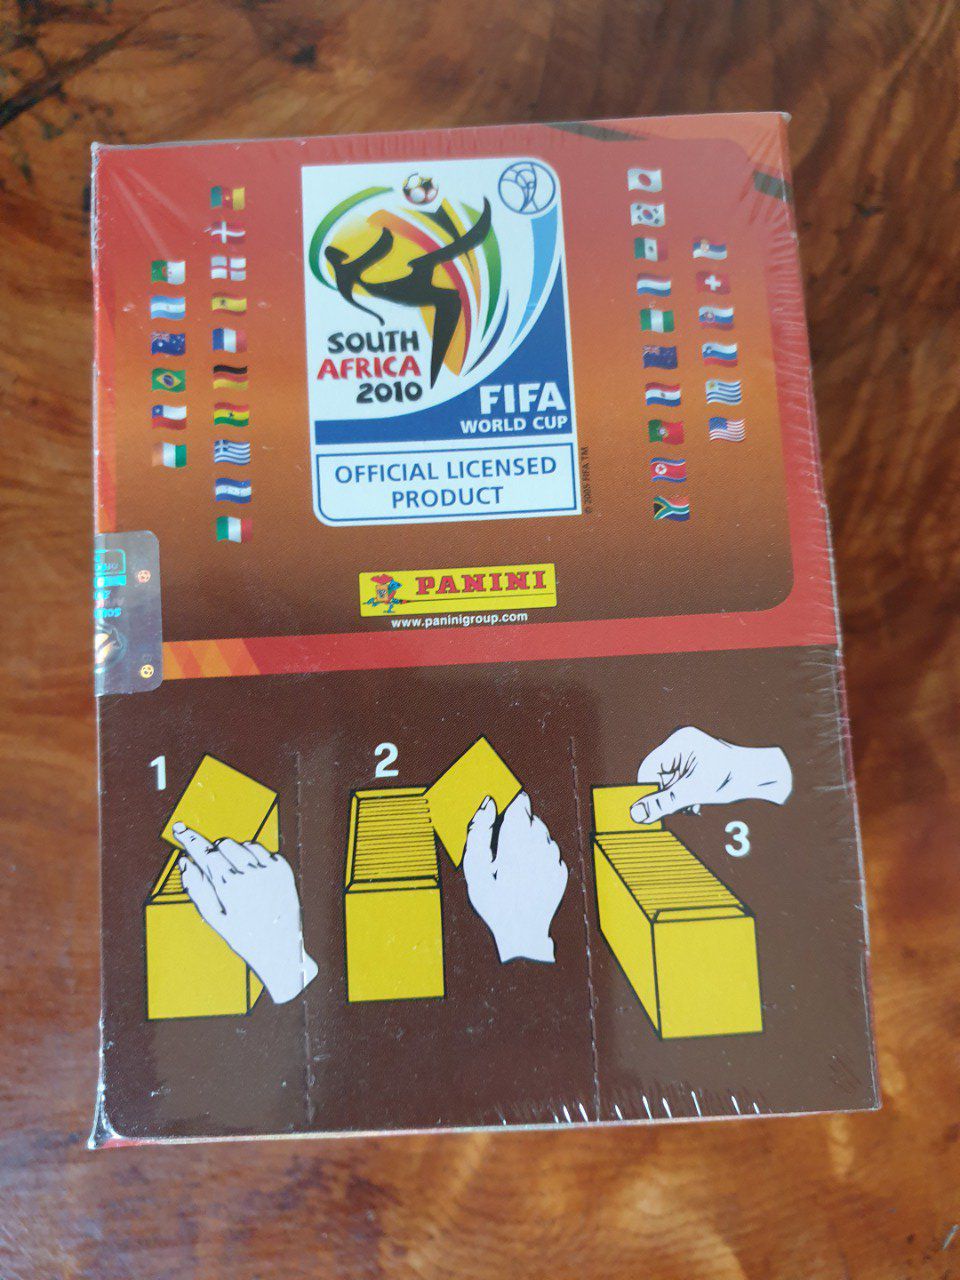 SOUTH
AFRICA
2010
FIFA
WORLD CUP
OFFICIAL LICENSED
PRODUCT
PANINI
www.paninigroup.com
1
2
3